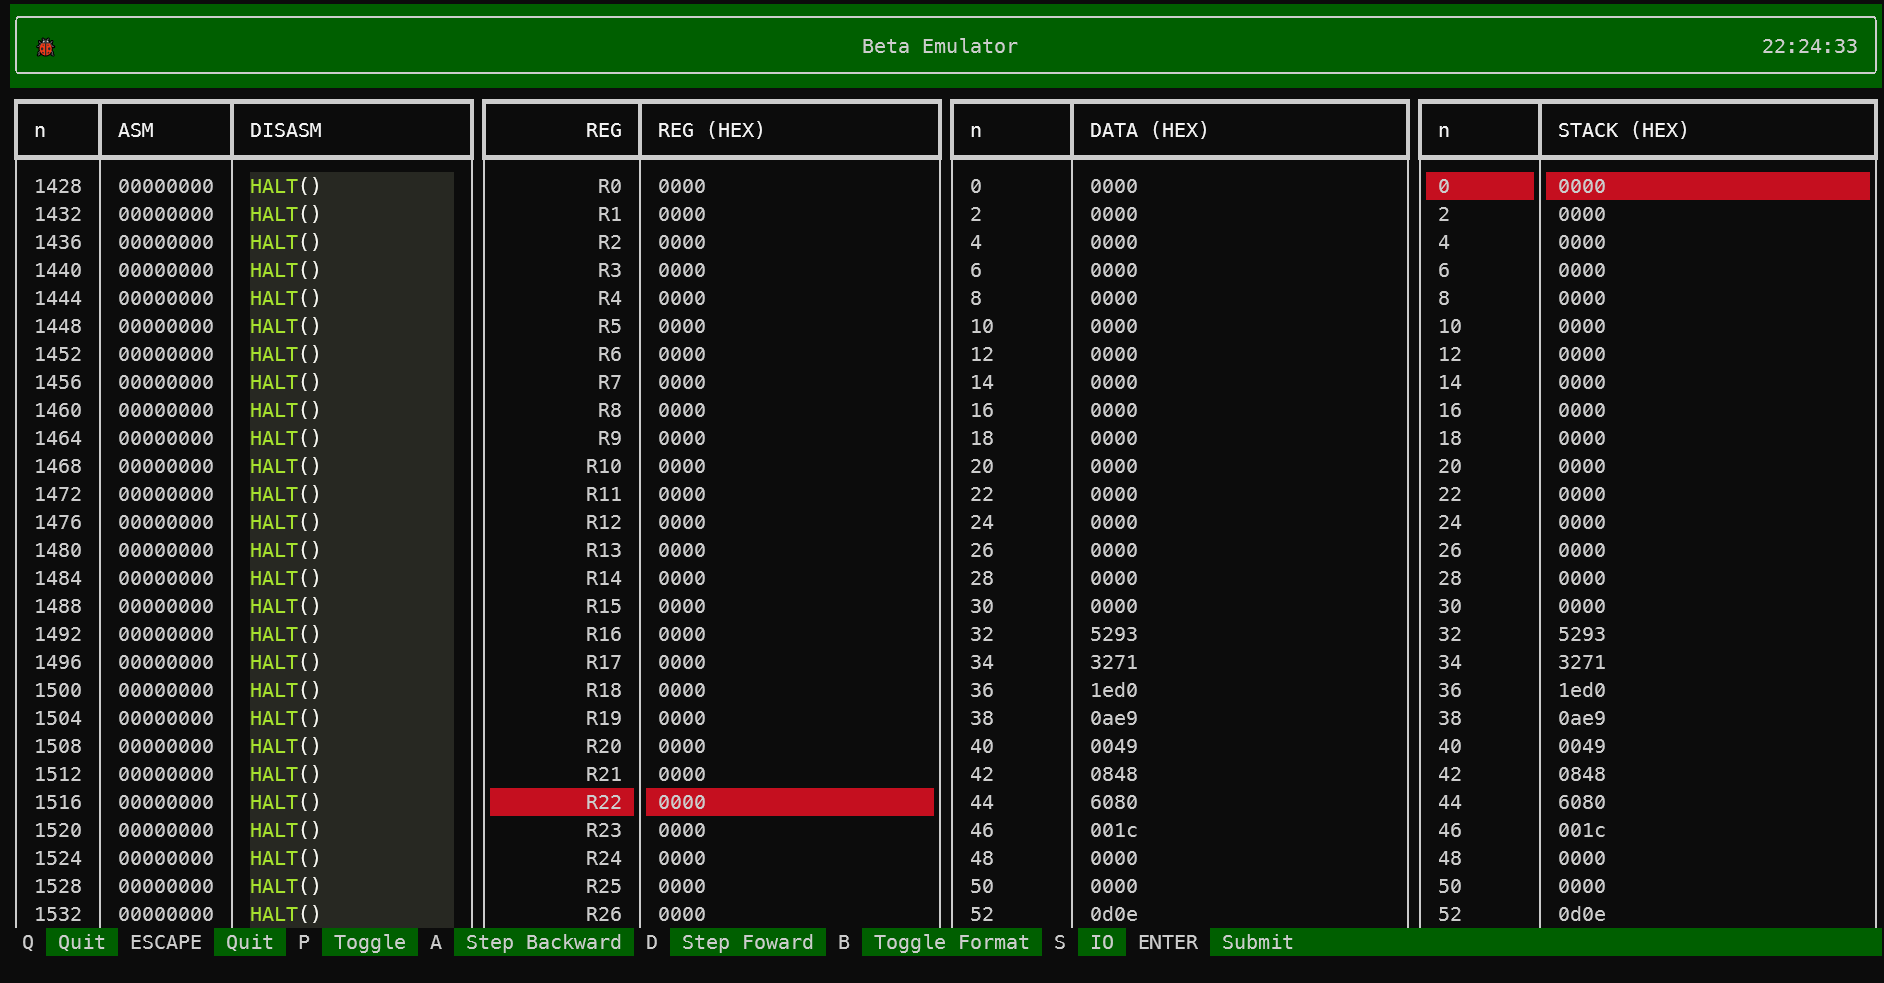 Beta Emulator 22:24:33
n ASM DISASM REG REG (HEX) n DATA (HEX) n STACK (HEX)
1428 00000000 HALT() R0 0000 0 0000 0 0000
1432 00000000 HALT() R1 0000 2 0000 2 0000
1436 00000000 HALT() R2 0000 4 0000 4 0000
1440 00000000 HALT() R3 0000 6 0000 6 0000
1444 00000000 HALT() R4 0000 8 0000 8 0000
1448 00000000 HALT() R5 0000 10 0000 10 0000
1452 00000000 HALT() R6 0000 12 0000 12 0000
1456 00000000 HALT() R7 0000 14 0000 14 0000
1460 00000000 HALT() R8 0000 16 0000 16 0000
1464 00000000 HALT() R9 0000 18 0000 18 0000
1468 00000000 HALT() R10 0000 20 0000 20 0000
1472 00000000 HALT() R11 0000 22 0000 22 0000
1476 00000000 HALT() R12 0000 24 0000 24 0000
1480 00000000 HALT() R13 0000 26 0000 26 0000
1484 00000000 HALT() R14 0000 28 0000 28 0000
1488 00000000 HALT() R15 0000 30 0000 30 0000
1492 00000000 HALT() R16 0000 32 5293 32 5293
1496 00000000 HALT() R17 0000 34 3271 34 3271
1500 00000000 HALT() R18 0000 36 1ed0 36 1ed0
1504 00000000 HALT() R19 0000 38 0ae9 38 0ae9
1508 00000000 HALT() R20 0000 40 0049 40 0049
1512 00000000 HALT() R21 0000 42 0848 42 0848
1516 00000000 HALT() R22 0000 44 6080 44 6080
1520 00000000 HALT() R23 0000 46 001c 46 001c
1524 00000000 HALT() R24 0000 48 0000 48 0000
1528 00000000 HALT() R25 0000 50 0000 50 0000
1532 00000000 HALT() R26 0000 52 0d0e 52 0d0e
Q Quit ESCAPE Quit P Toggle A Step Backward D Step Foward B Toggle Format S IO ENTER Submit